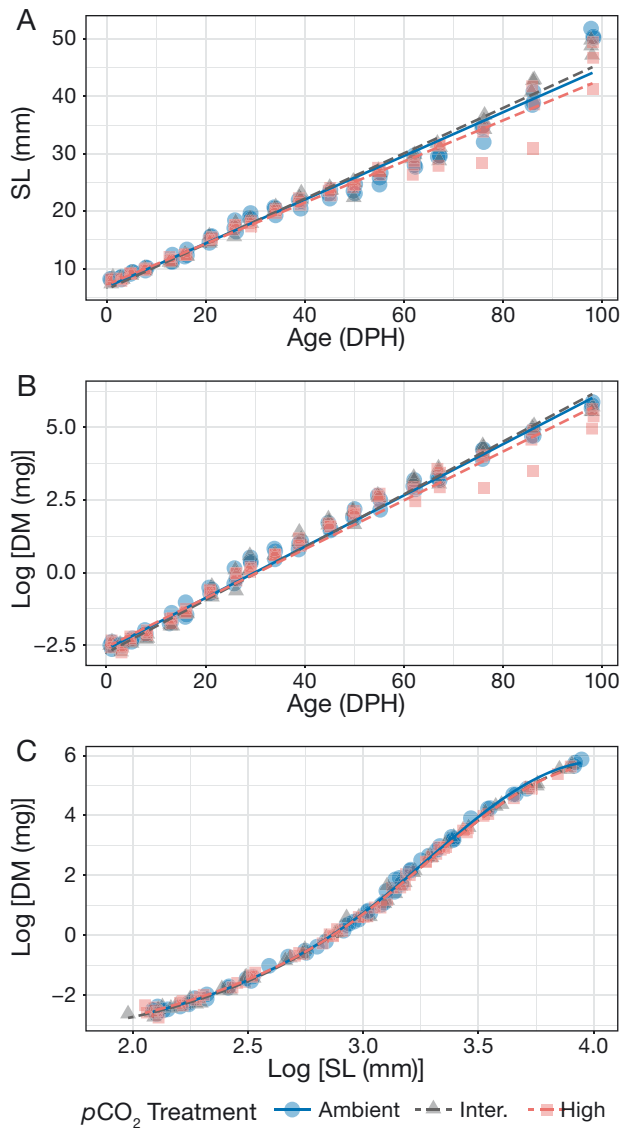 A
SL (mm)
50
40
30
20
10
0 20 40 60 80 100
Age (DPH)
B
Log [DM (mg)]
5.0
2.5
0.0
−2.5
0 20 40 60 80 100
Age (DPH)
C
Log [DM (mg)]
6
4
2
0
−2
2.0 2.5 3.0 3.5 4.0
Log [SL (mm)]
pCO₂ Treatment Ambient Inter. High